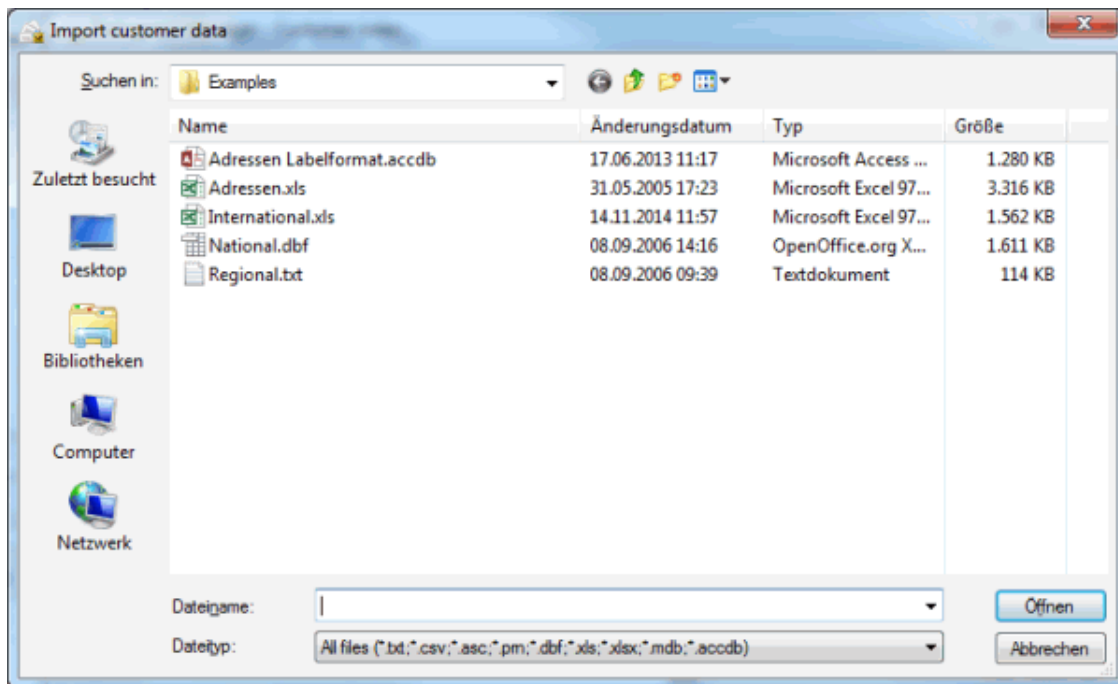 Import customer data
Suchen in: Examples
Name Änderungsdatum Typ Größe
Adressen Labelformat.accdb 17.06.2013 11:17 Microsoft Access ... 1.280 KB
Adressen.xls 31.05.2005 17:23 Microsoft Excel 97... 3.316 KB
International.xls 14.11.2014 11:57 Microsoft Excel 97... 1.562 KB
National.dbf 08.09.2006 14:16 OpenOffice.org X... 1.611 KB
Regional.txt 08.09.2006 09:39 Textdokument 114 KB
Zuletzt besucht
Desktop
Bibliotheken
Computer
Netzwerk
Dateiname: Öffnen
Dateityp: All files (*.txt;*.csv;*.asc;*.prn;*.dbf;*.xls;*.xlsx;*.mdb;*.accdb) Abbrechen